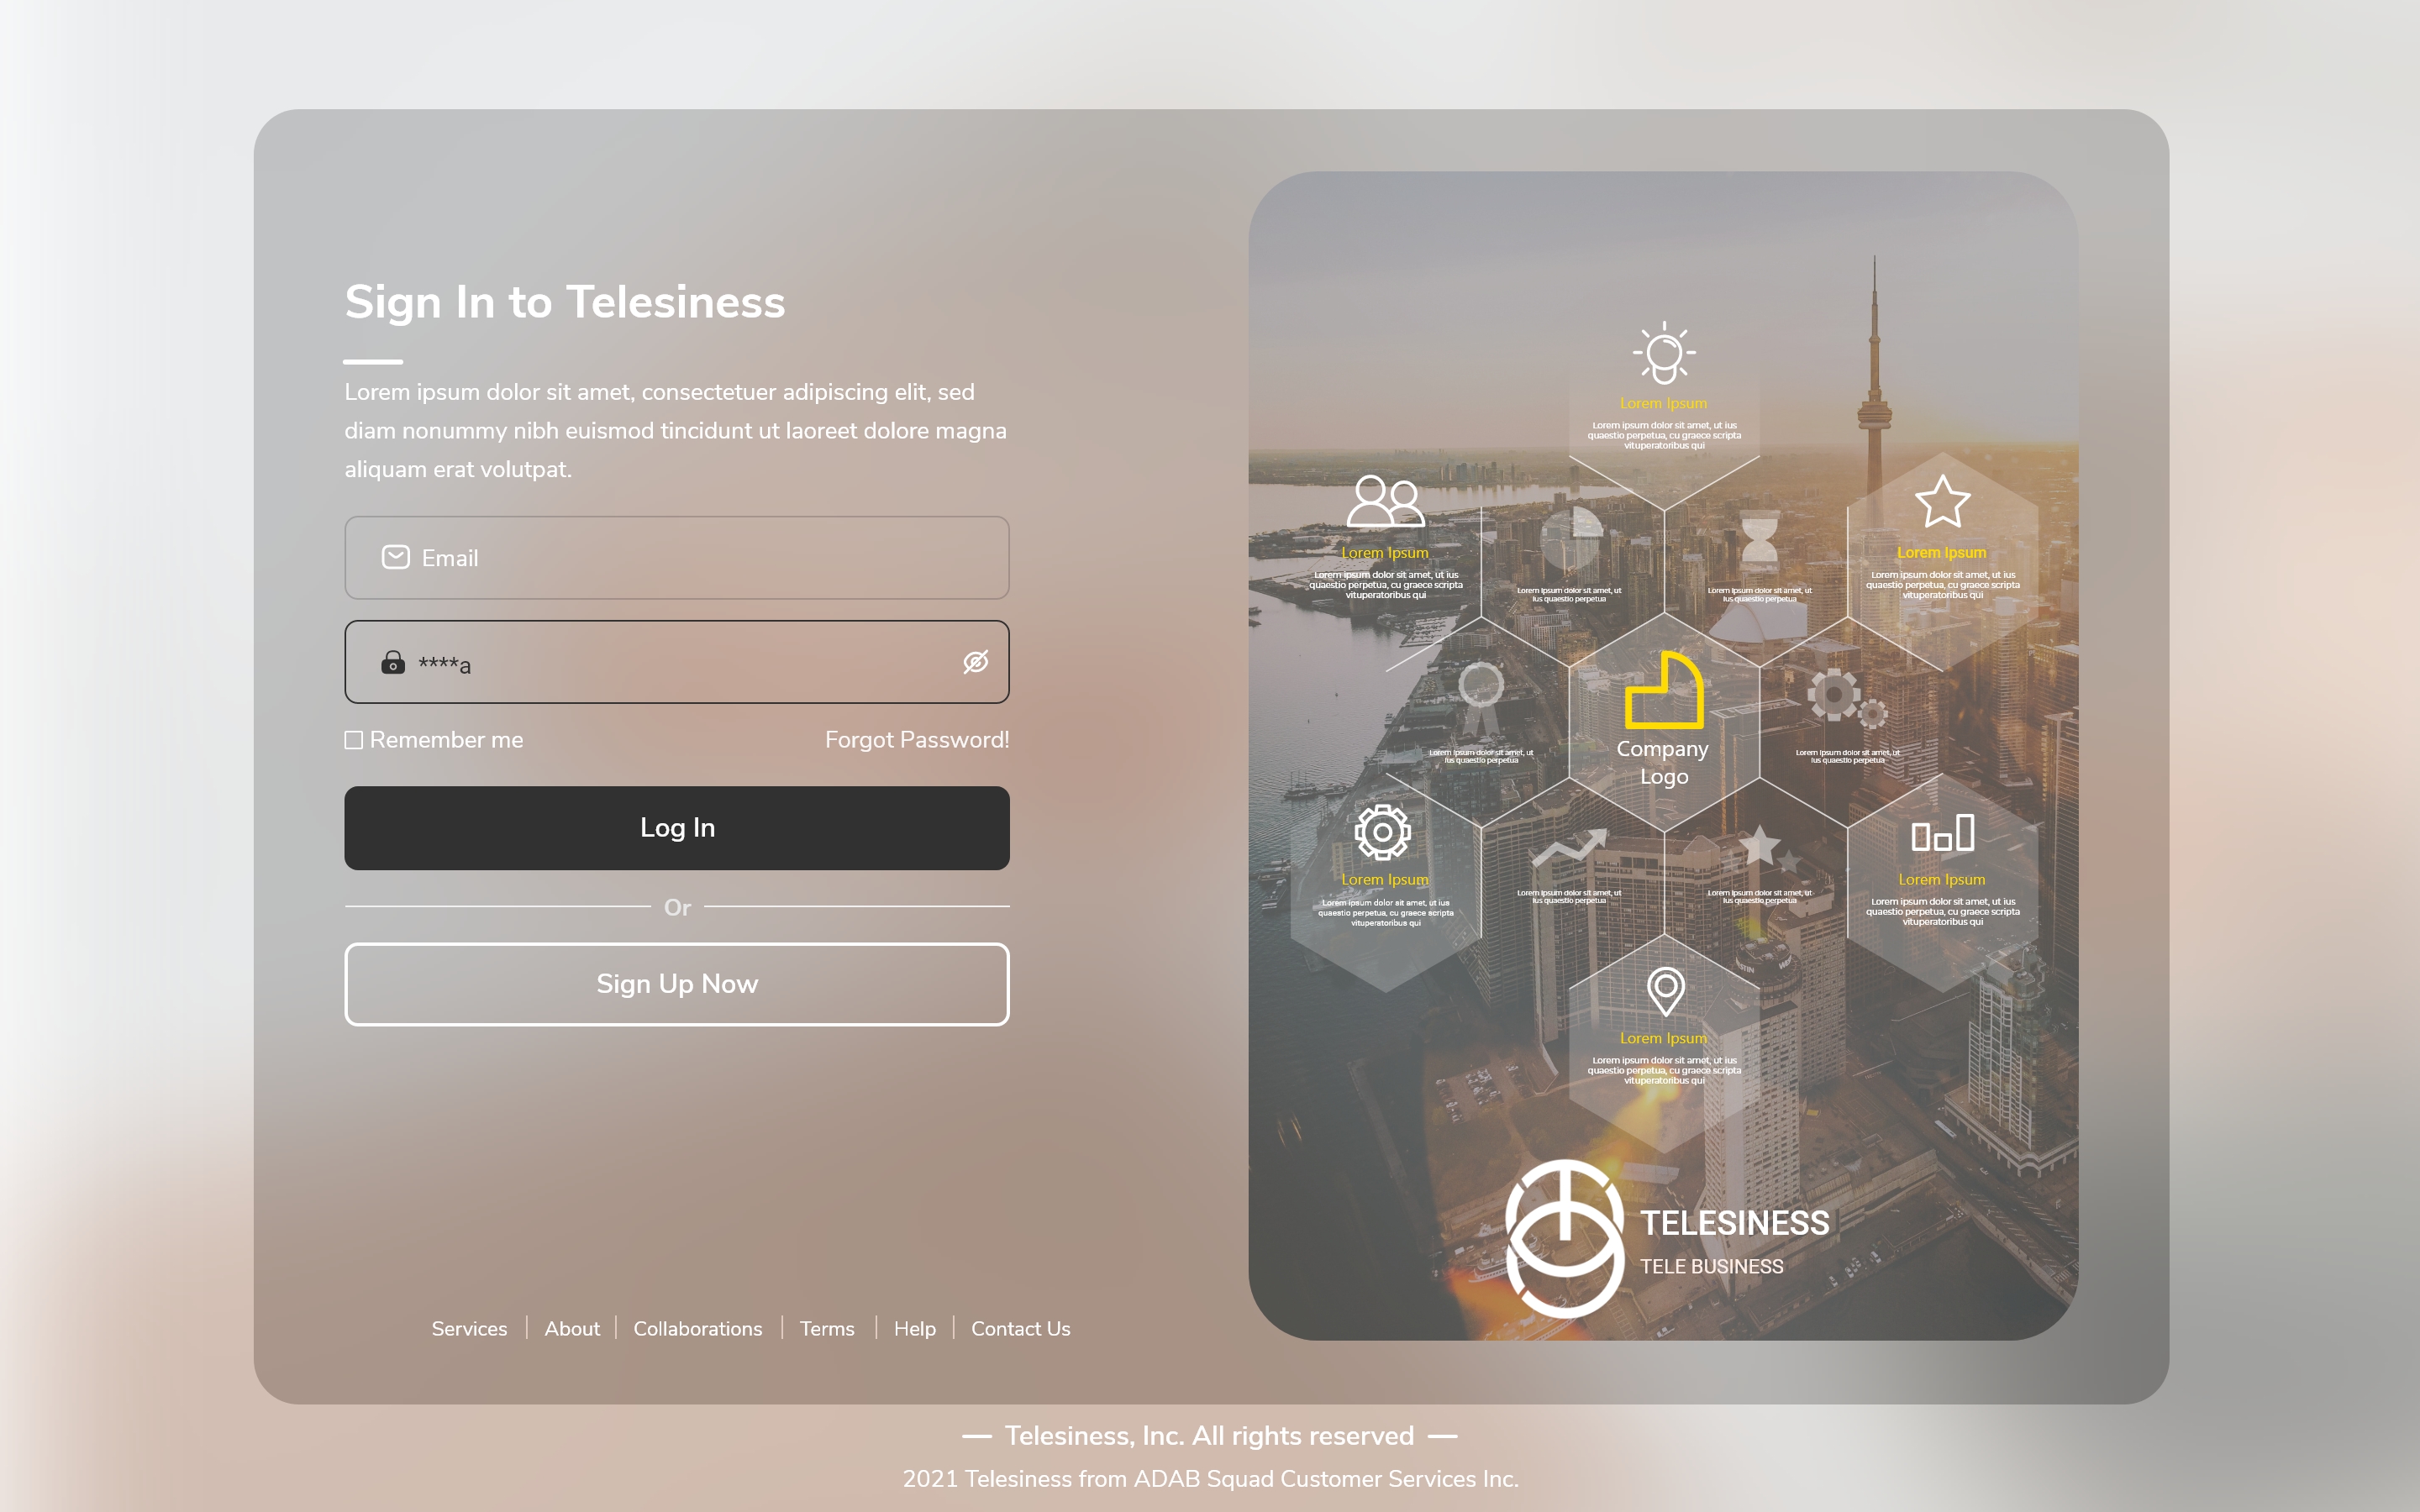 Sign In to Telesiness
Lorem ipsum dolor sit amet, consectetuer adipiscing elit, sed
diam nonummy nibh euismod tincidunt ut laoreet dolore magna
aliquam erat volutpat.
Email
****a
Remember me
Forgot Password!
Log In
Or
Sign Up Now
Services
About
Collaborations
Terms
Help
Contact Us
Lorem Ipsum
Lorem ipsum dolor sit amet, ut ius
quaestio perpetua, cu graece scripta
vituperatoribus qui
Lorem Ipsum
Lorem ipsum dolor sit amet, ut ius
quaestio perpetua, cu graece scripta
vituperatoribus qui
Lorem ipsum dolor sit amet, ut
ius quaestio perpetua
Lorem ipsum dolor sit amet, ut
ius quaestio perpetua
Lorem Ipsum
Lorem ipsum dolor sit amet, ut ius
quaestio perpetua, cu graece scripta
vituperatoribus qui
Lorem ipsum dolor sit amet, ut
ius quaestio perpetua
Company
Logo
Lorem ipsum dolor sit amet, ut
ius quaestio perpetua
Lorem Ipsum
Lorem ipsum dolor sit amet, ut ius
quaestio perpetua, cu graece scripta
vituperatoribus qui
Lorem ipsum dolor sit amet, ut
ius quaestio perpetua
Lorem ipsum dolor sit amet, ut
ius quaestio perpetua
Lorem Ipsum
Lorem ipsum dolor sit amet, ut ius
quaestio perpetua, cu graece scripta
vituperatoribus qui
Lorem Ipsum
Lorem ipsum dolor sit amet, ut ius
quaestio perpetua, cu graece scripta
vituperatoribus qui
TELESINESS
TELE BUSINESS
Telesiness, Inc. All rights reserved
2021 Telesiness from ADAB Squad Customer Services Inc.